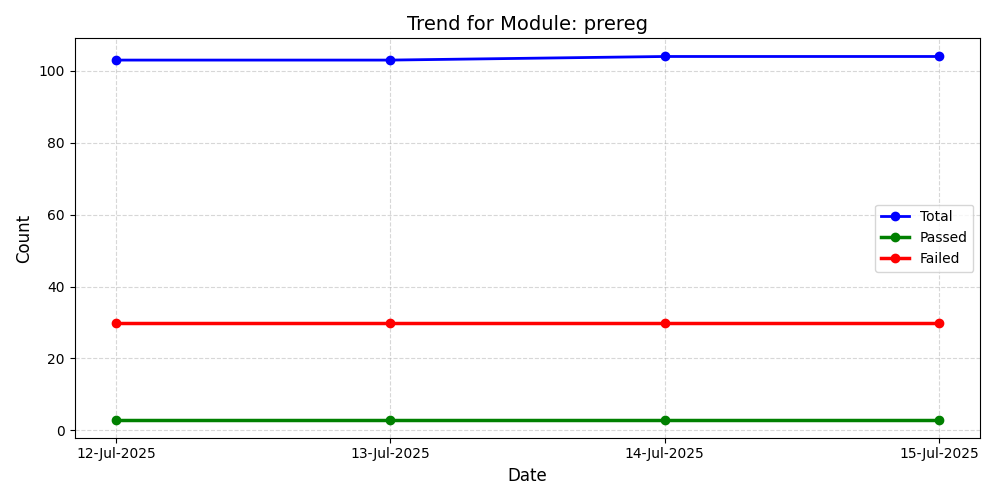 Trend for Module: prereg
Count
100
80
60
40
20
0
Total
Passed
Failed
12-Jul-2025
13-Jul-2025
14-Jul-2025
15-Jul-2025
Date